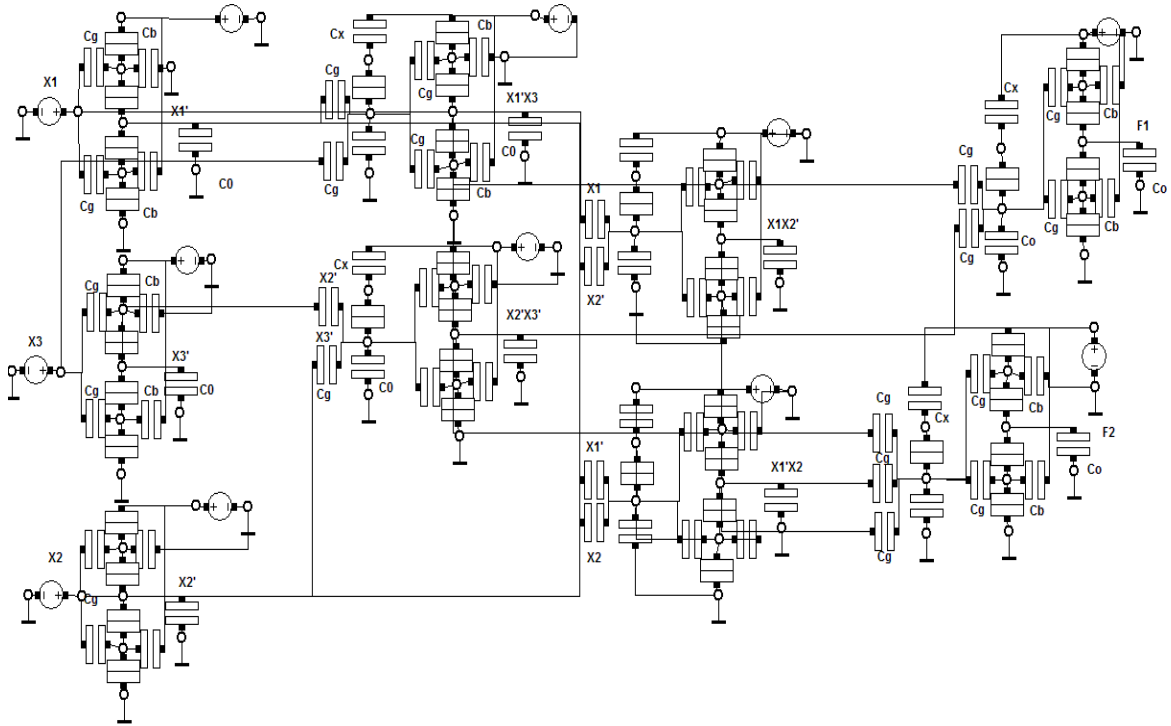 Cg
Cb
X1
X1'
Cg
C0
Cb
Cx
Cg
Cg
X1'X3
Cg
C0
Cg
Cb
Cx
Cg
Cb
F1
Cg
Cg
Co
Cb
Co
X1
X2'
X1X2'
Cg
Cb
X3
X3'
Cg
Cb
C0
X2'
Cx
X3'
Cg
C0
X2'X3'
Cg
Cx
Cb
F2
Co
Cg
Cg
Cb
Cg
Cg
X1'
X2
X1'X2
X2
Cg
X2'